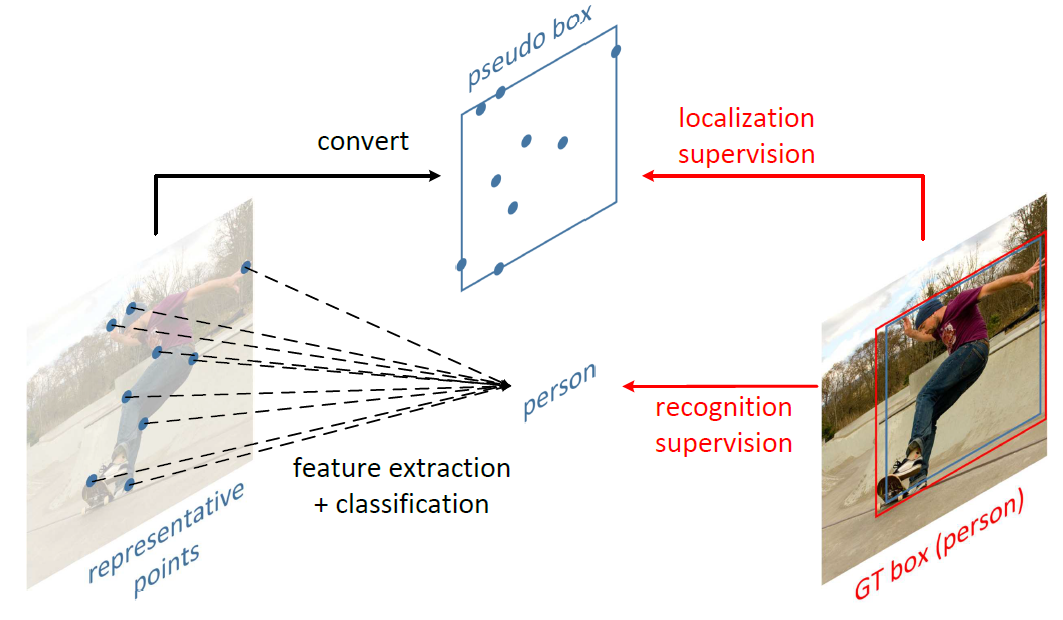 pseudo box
convert
localization
supervision
person
recognition
supervision
feature extraction
+ classification
representative
points
GT box (person)